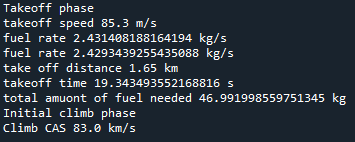 Takeoff phase
takeoff speed 85.3 m/s
fuel rate 2.431408188164194 kg/s
fuel rate 2.4293439255435088 kg/s
take off distance 1.65 km
takeoff time 19.343493552168816 s
total amuont of fuel needed 46.991998559751345 kg
Initial climb phase
Climb CAS 83.0 km/s